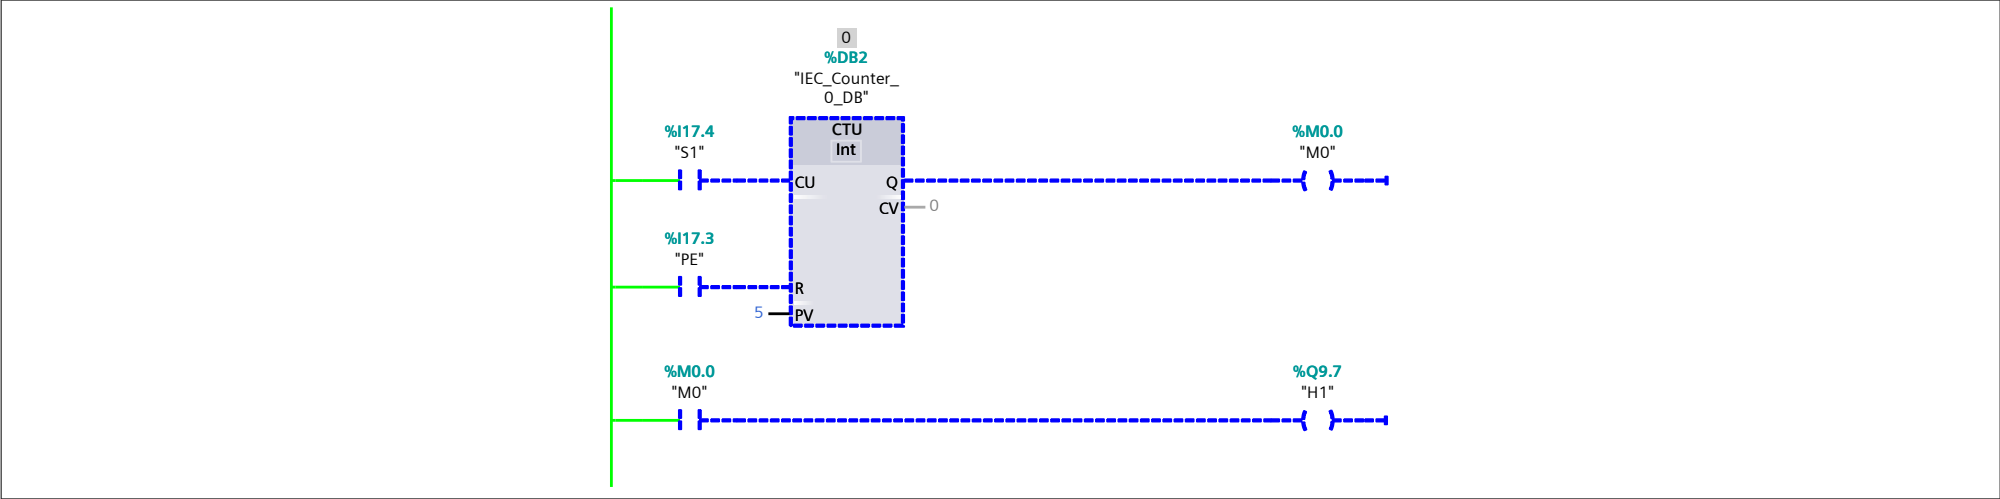 0
%DB2
"IEC_Counter_
0_DB"
CTU
Int
%I17.4
"S1"
%M0.0
"M0"
CU
Q
CV
0
%I17.3
"PE"
R
5
PV
%M0.0
"M0"
%Q9.7
"H1"